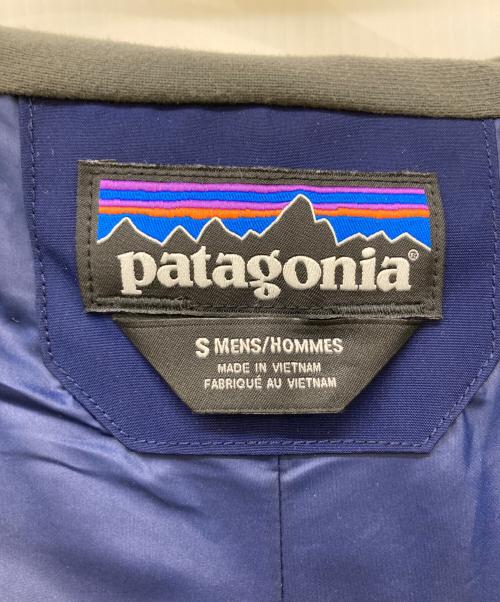 patagonia®
S MENS/HOMMES
MADE IN VIETNAM
FABRIQUÉ AU VIETNAM